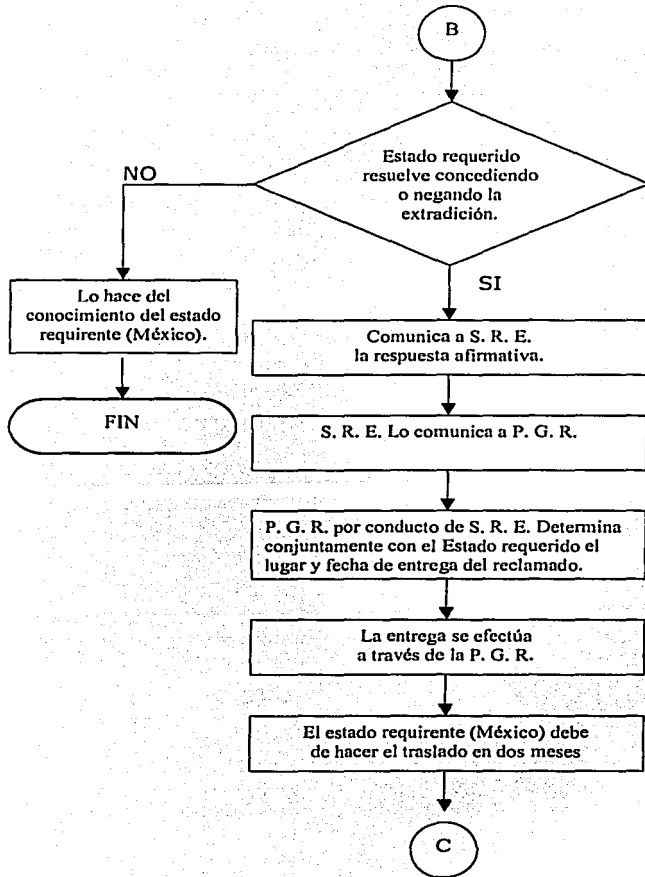 B
Estado requerido
resuelve concediendo
o negando la
extradición.
NO
SI
Lo hace del
conocimiento del estado
requirente (México).
FIN
Comunica a S. R. E.
la respuesta afirmativa.
S. R. E. Lo comunica a P. G. R.
P. G. R. por conducto de S. R. E. Determina
conjuntamente con el Estado requerido el
lugar y fecha de entrega del reclamado.
La entrega se efectúa
a través de la P. G. R.
El estado requirente (México) debe
de hacer el traslado en dos meses
C